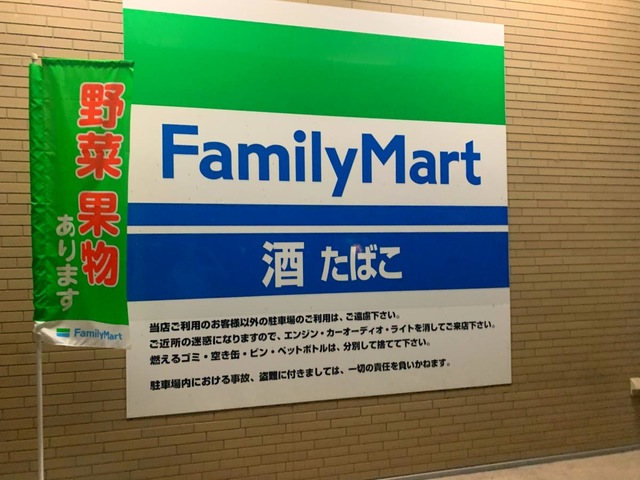 野菜 果物
あります
FamilyMart
FamilyMart
酒 たばこ
当店ご利用のお客様以外の駐車場のご利用は、ご遠慮下さい。
ご近所の迷惑になりますので、エンジン・カーオーディオ・ライトを消してご来店下さい。
燃えるゴミ・空き缶・ビン・ペットボトルは、分別して捨てて下さい。
駐車場内における事故、盗難に付きましては、一切の責任を負いかねます。